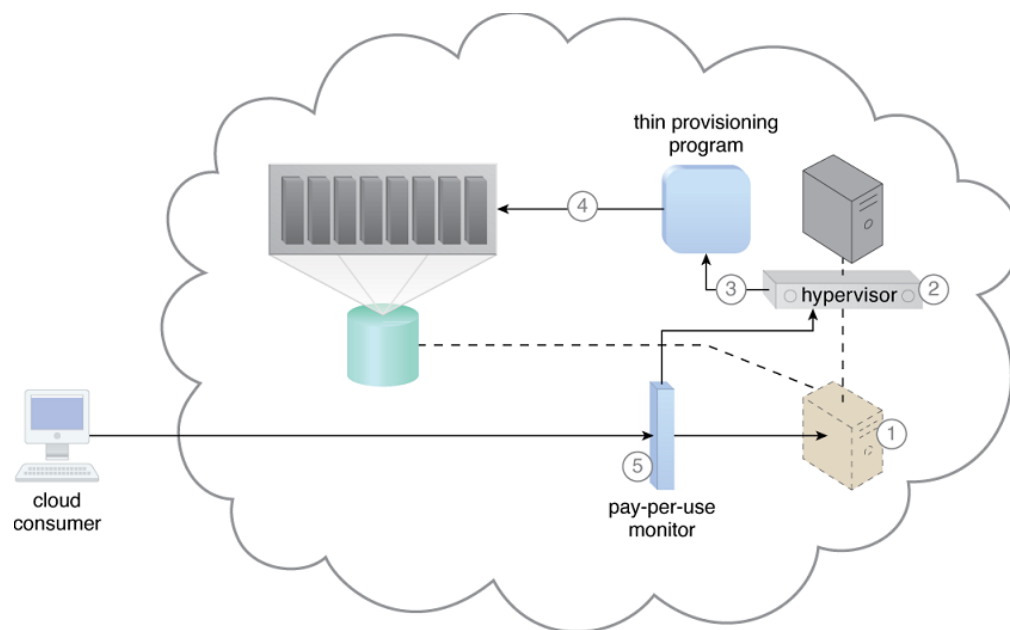 thin provisioning
program
4
3
hypervisor
2
1
5
cloud
consumer
pay-per-use
monitor